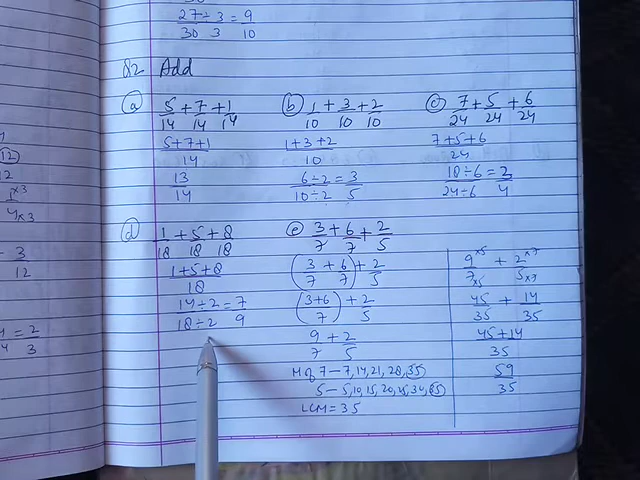 30
27÷3 = 9
30 3 10
Q2 Add
(a) 5/14 + 7/14 + 1/14
5+7+1/14
13/14
(b) 1/10 + 3/10 + 2/10
1+3+2/10
6÷2/10÷2 = 3/5
(c) 7/24 + 5/24 + 6/24
7+5+6/24
18÷6/24÷6 = 3/4
(d) 1/18 + 5/18 + 8/18
1+5+8/18
14÷2/18÷2 = 7/9
(e) 3/7 + 6/7 + 2/5
(3/7 + 6/7) + 2/5
(3+6/7) + 2/5
9/7 + 2/5
M of 7 – 7, 14, 21, 28, 35)
5 – 5, 10, 15, 20, 25, 30, 35)
LCM = 35
9×5/7×5 + 2×7/5×7
45/35 + 14/35
45+14/35
59/35
12
12
×3
4×3
3
12
= 2
4 3